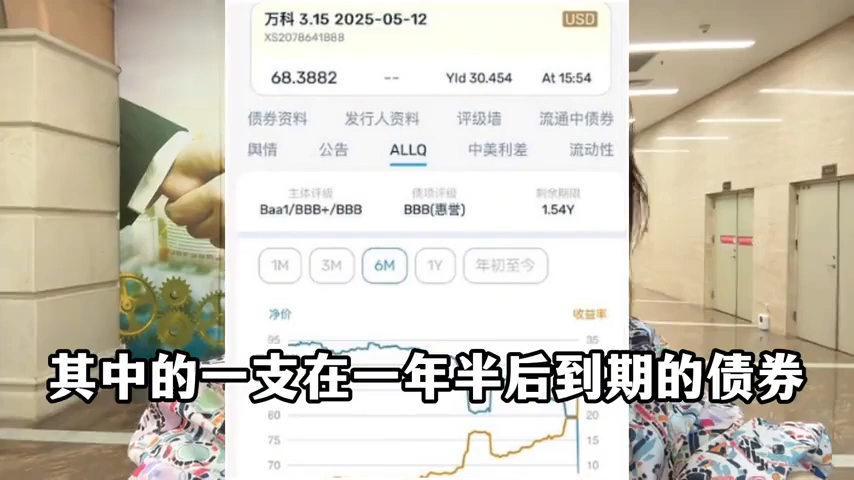 万科 3.15 2025-05-12 USD
XS2078641888
68.3882 -- Yld 30.454 At 15:54
债券资料 发行人资料 评级墙 流通中债券
舆情 公告 ALLQ 中美利差 流动性
主体评级 债项评级 剩余期限
Baa1/BBB+/BBB BBB(惠誉) 1.54Y
1M 3M 6M 1Y 年初至今
净价 收益率
95 35
其中的一支在一年半后到期的债券
80 20
75 15
70 10